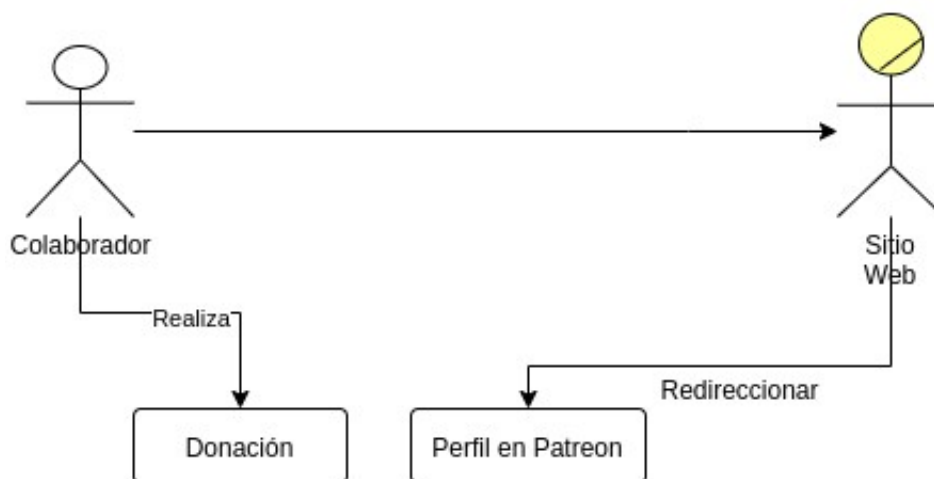 Colaborador
Sitio
Web
Realiza
Redireccionar
Donación
Perfil en Patreon